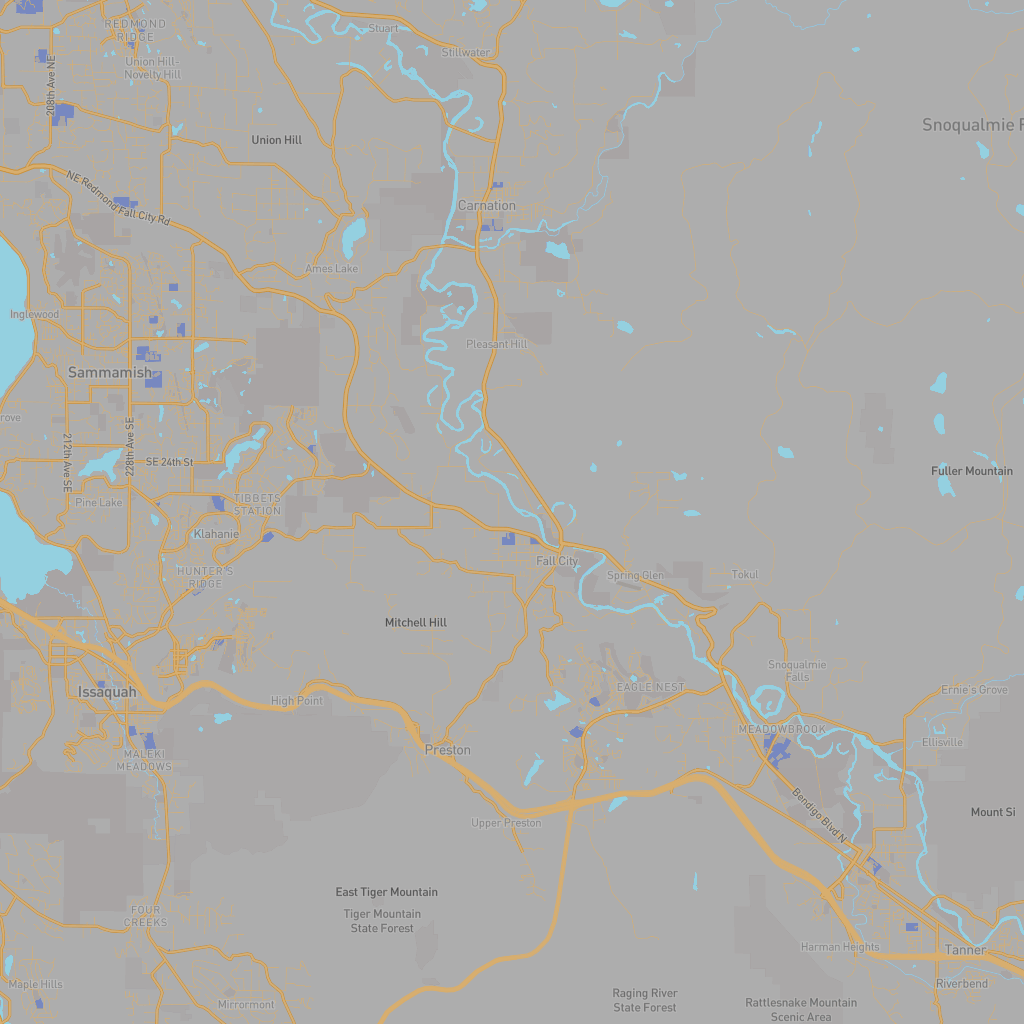 Stuart
REDMOND
RIDGE
Stillwater
Union Hill-
Novelty Hill
208th Ave NE
Snoqualmie F
Union Hill
NE Redmond Fall City Rd
Carnation
Ames Lake
Inglewood
Pleasant Hill
Sammamish
rove
212th Ave SE
228th Ave SE
SE 24th St
Fuller Mountain
Pine Lake
TIBBETS
STATION
Klahanie
Fall City
HUNTER'S
RIDGE
Spring Glen
Tokul
Mitchell Hill
Snoqualmie
Falls
EAGLE NEST
Issaquah
High Point
Ernie's Grove
MEADOWBROOK
Ellisville
Preston
MALEKI
MEADOWS
Bendigo Blvd N
Mount Si
Upper Preston
East Tiger Mountain
Tiger Mountain
State Forest
FOUR
CREEKS
Harman Heights
Tanner
Maple Hills
Riverbend
Mirrormont
Raging River
State Forest
Rattlesnake Mountain
Scenic Area